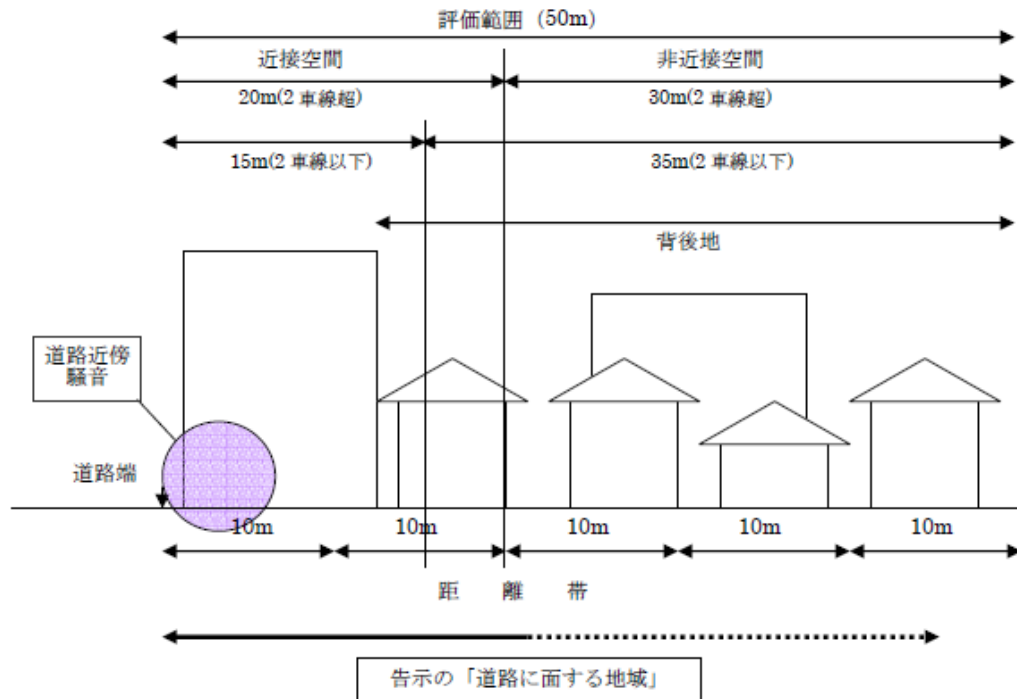 評価範囲（50m）
近接空間
非近接空間
20m(2 車線超)
30m(2 車線超)
15m(2 車線以下)
35m(2 車線以下)
背後地
道路近傍
騒音
道路端
10m
10m
10m
10m
10m
距 離 帯
告示の「道路に面する地域」